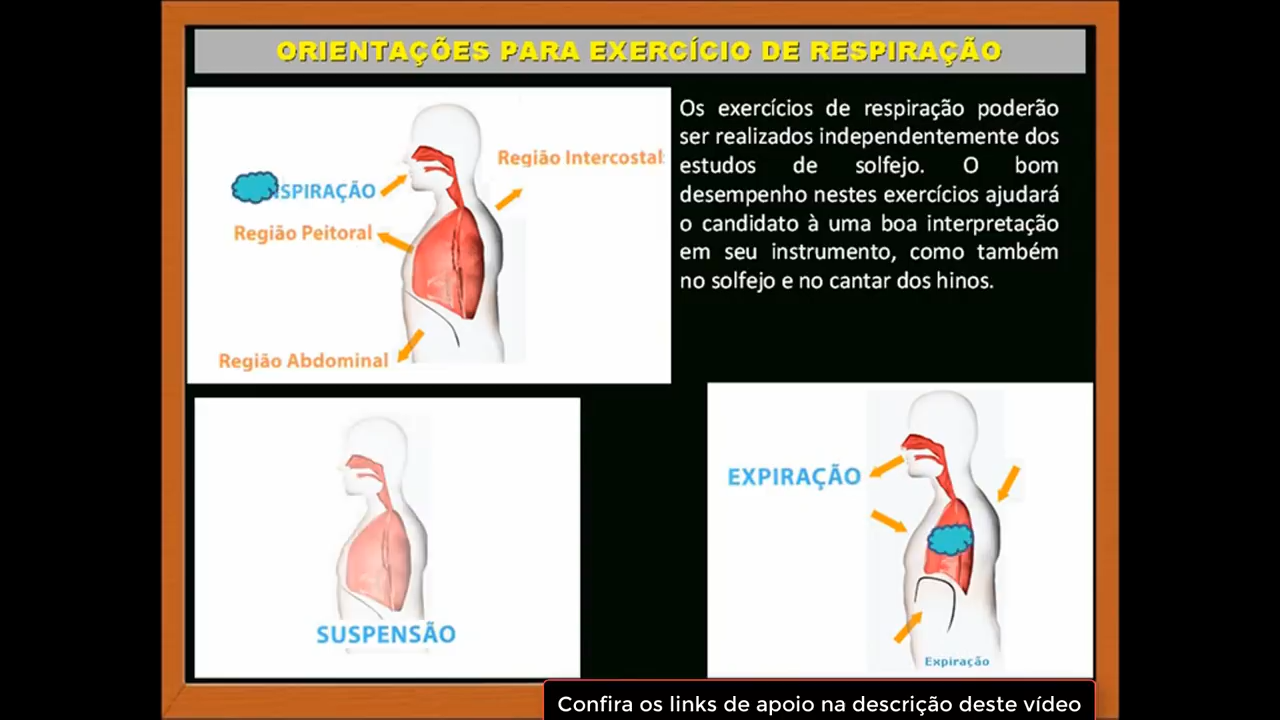 ORIENTAÇÕES PARA EXERCÍCIO DE RESPIRAÇÃO
Região Intercostal
SPIRAÇÃO
Região Peitoral
Região Abdominal
Os exercícios de respiração poderão
ser realizados independentemente dos
estudos de solfejo. O bom
desempenho nestes exercícios ajudará
o candidato à uma boa interpretação
em seu instrumento, como também
no solfejo e no cantar dos hinos.
SUSPENSÃO
EXPIRAÇÃO
Expiração
Confira os links de apoio na descrição deste vídeo